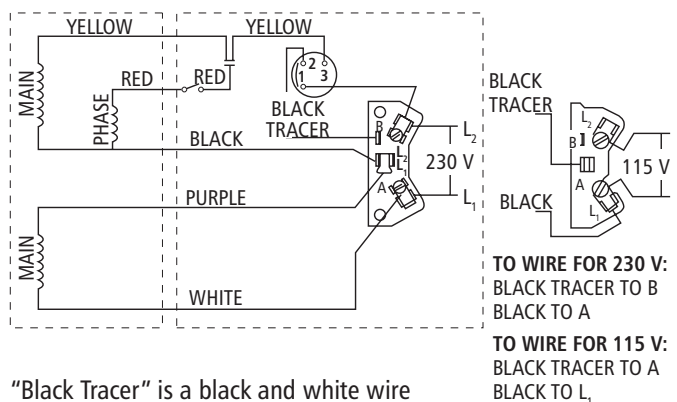 YELLOW
YELLOW
MAIN
PHASE
RED
RED
2
1 3
BLACK
TRACER
B
L2
L2
L1
230 V
A
L1
BLACK
PURPLE
MAIN
WHITE
BLACK
TRACER
L2
B
115 V
A
BLACK
L1
TO WIRE FOR 230 V:
BLACK TRACER TO B
BLACK TO A
TO WIRE FOR 115 V:
BLACK TRACER TO A
BLACK TO L1
"Black Tracer" is a black and white wire